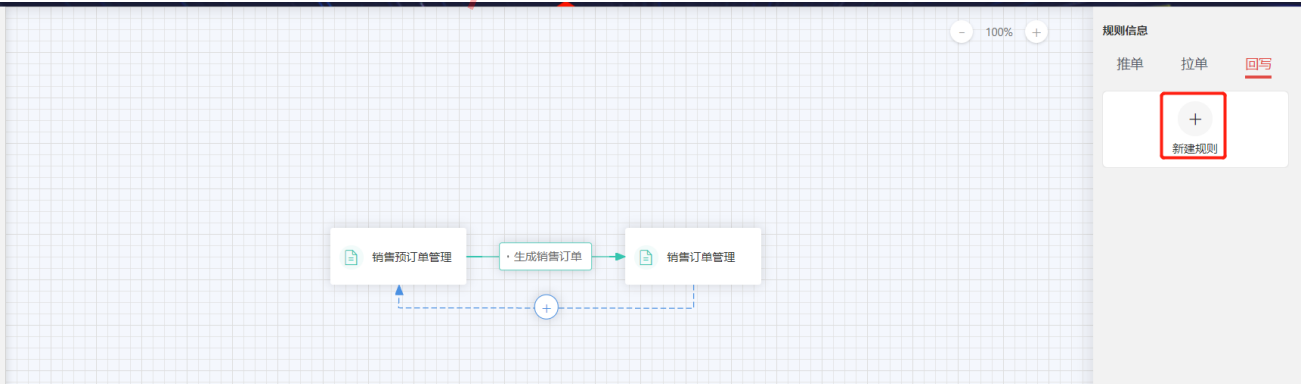 - 100% +
规则信息
推单 拉单 回写
+
新建规则
销售预订单管理 · 生成销售订单 销售订单管理
+